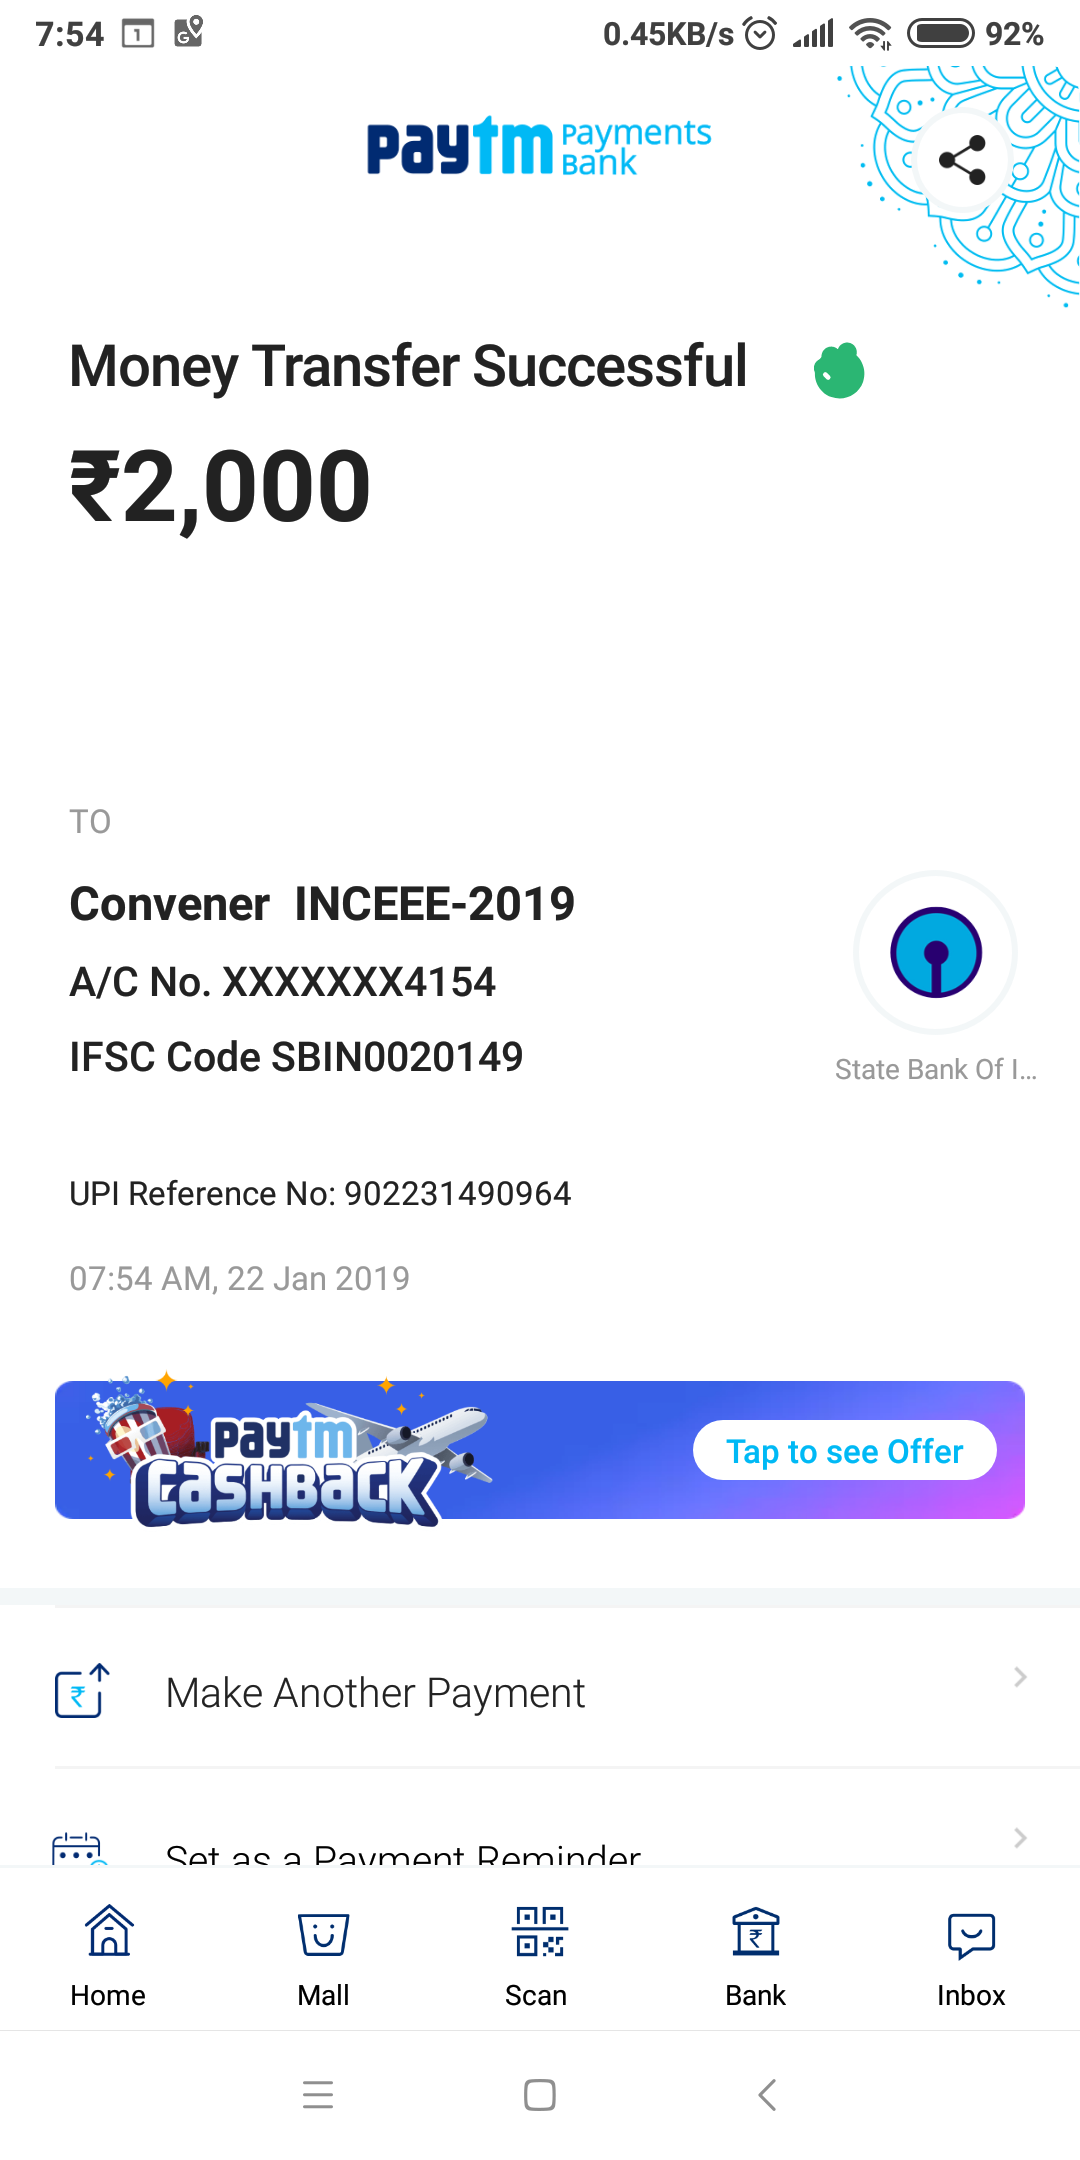 7:54 1 G 0.45KB/s 92%
paytm Payments Bank
Money Transfer Successful
₹2,000
TO
Convener INCEEE-2019
A/C No. XXXXXXX4154
IFSC Code SBIN0020149
State Bank Of I...
UPI Reference No: 902231490964
07:54 AM, 22 Jan 2019
paytm
CASHBACK
Tap to see Offer
₹
Make Another Payment
Set as a Payment Reminder
₹
Home Mall Scan Bank Inbox